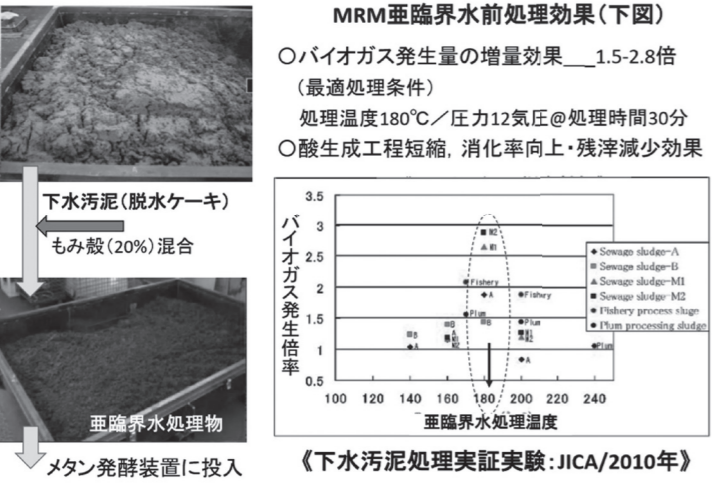 MRM亜臨界水前処理効果(下図)
○バイオガス発生量の増量効果__1.5-2.8倍
(最適処理条件)
処理温度180℃/圧力12気圧@処理時間30分
○酸生成工程短縮，消化率向上・残滓減少効果
下水汚泥(脱水ケーキ)
もみ殻(20%)混合
亜臨界水処理物
メタン発酵装置に投入
バイオガス発生倍率
3.5
3
2.5
2
1.5
1
0.5
100 120 140 160 180 200 220 240
亜臨界水処理温度
M2
M1
Fishery
A
Fishery
Plum
B
Plum
B
B
A
M1
M2
A
M1
M2
A
Plum
Sewage sludge-A
Sewage sludge-B
Sewage sludge-M1
Sewage sludge-M2
Fishery process sluge
Plum processing sludge
《下水汚泥処理実証実験：JICA/2010年》